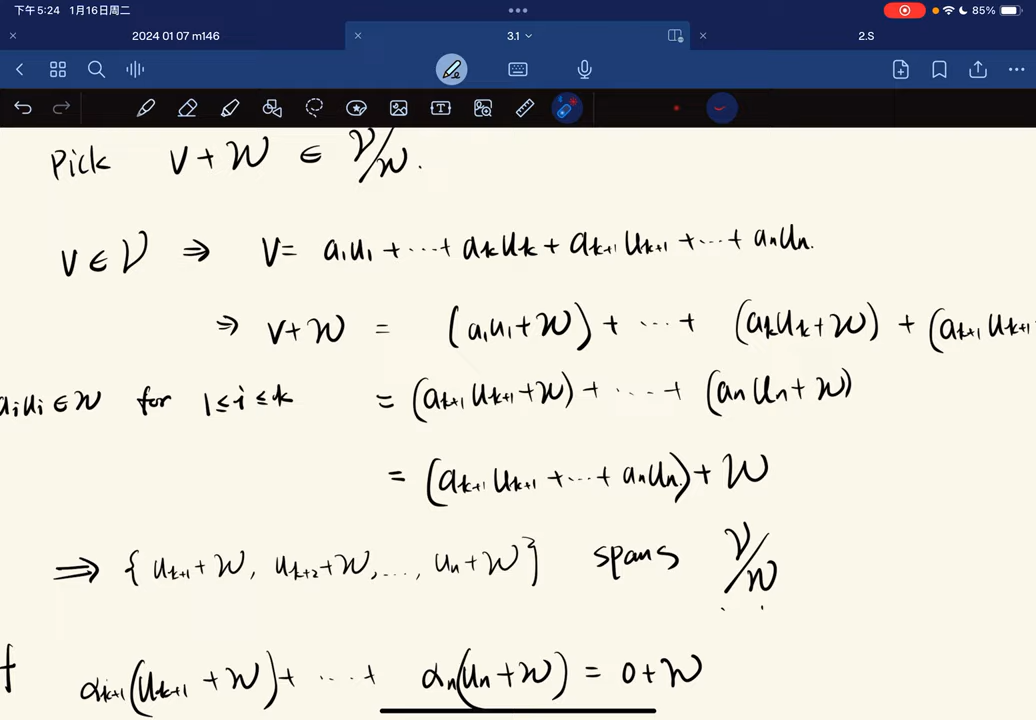 下午5:24 1月16日周二
85%
2024 01 07 m146
3.1
2.S
Pick v + W ∈ V/W.
v ∈ V ⇒ v = a₁u₁ + ⋯ + aₖuₖ + aₖ₊₁uₖ₊₁ + ⋯ + aₙuₙ.
⇒ v + W = (a₁u₁ + W) + ⋯ + (aₖuₖ + W) + (aₖ₊₁uₖ₊₁
aᵢuᵢ ∈ W for 1 ≤ i ≤ k = (aₖ₊₁uₖ₊₁ + W) + ⋯ + (aₙuₙ + W)
= (aₖ₊₁uₖ₊₁ + ⋯ + aₙuₙ) + W
⇒ {uₖ₊₁ + W, uₖ₊₂ + W, ..., uₙ + W} spans V/W
αₖ₊₁(uₖ₊₁ + W) + ⋯ + αₙ(uₙ + W) = 0 + W